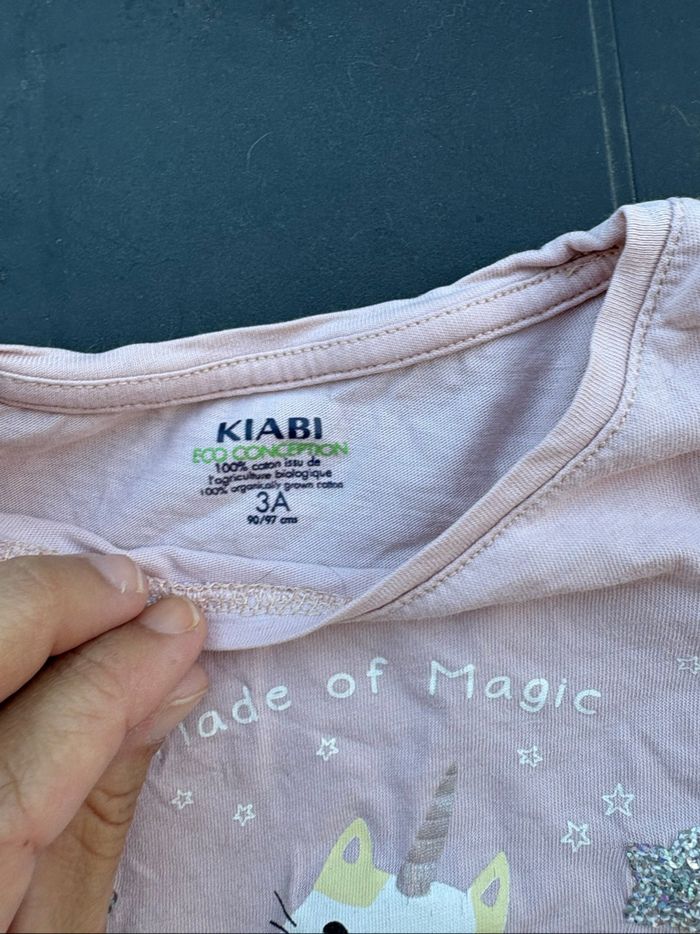 KIABI
ECO CONCEPTION
100% coton issu de
l'agriculture biologique
100% organically grown cotton
3A
90/97 cms
ade of Magic